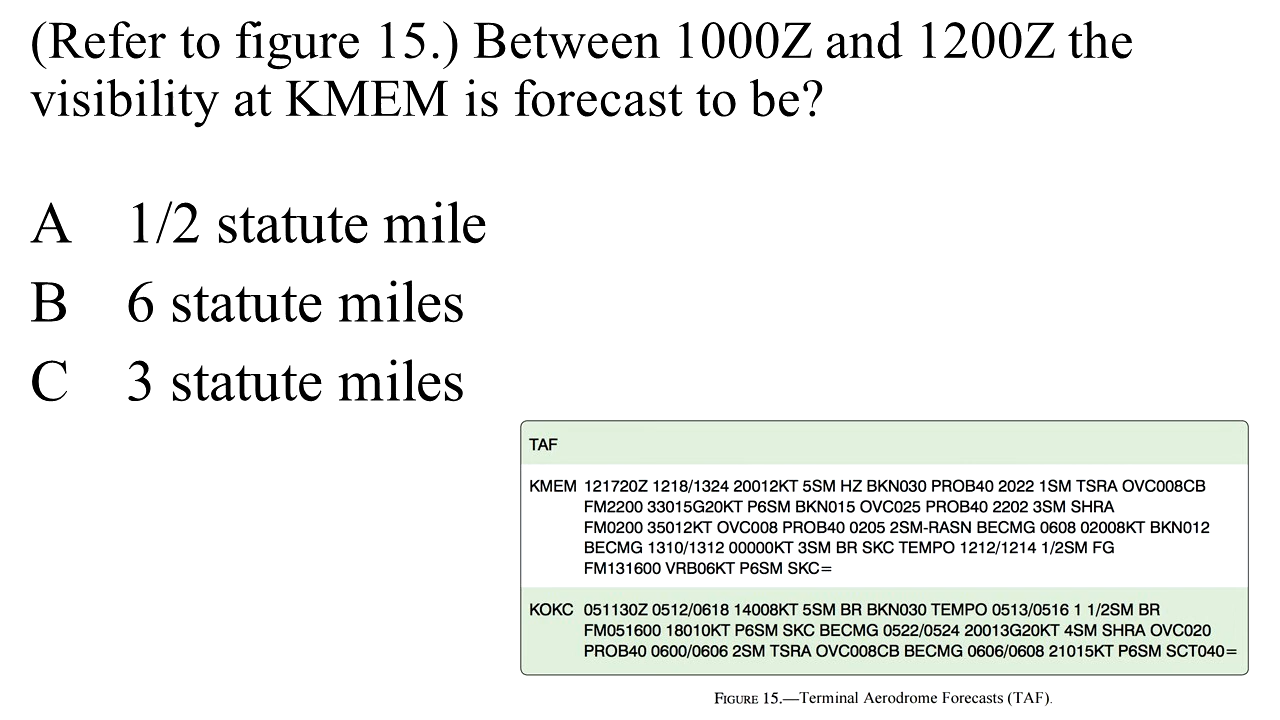 (Refer to figure 15.) Between 1000Z and 1200Z the
visibility at KMEM is forecast to be?
A 1/2 statute mile
B 6 statute miles
C 3 statute miles
TAF
KMEM 121720Z 1218/1324 20012KT 5SM HZ BKN030 PROB40 2022 1SM TSRA OVC008CB
FM2200 33015G20KT P6SM BKN015 OVC025 PROB40 2202 3SM SHRA
FM0200 35012KT OVC008 PROB40 0205 2SM-RASN BECMG 0608 02008KT BKN012
BECMG 1310/1312 00000KT 3SM BR SKC TEMPO 1212/1214 1/2SM FG
FM131600 VRB06KT P6SM SKC=
KOKC 051130Z 0512/0618 14008KT 5SM BR BKN030 TEMPO 0513/0516 1 1/2SM BR
FM051600 18010KT P6SM SKC BECMG 0522/0524 20013G20KT 4SM SHRA OVC020
PROB40 0600/0606 2SM TSRA OVC008CB BECMG 0606/0608 21015KT P6SM SCT040=
FIGURE 15.—Terminal Aerodrome Forecasts (TAF).